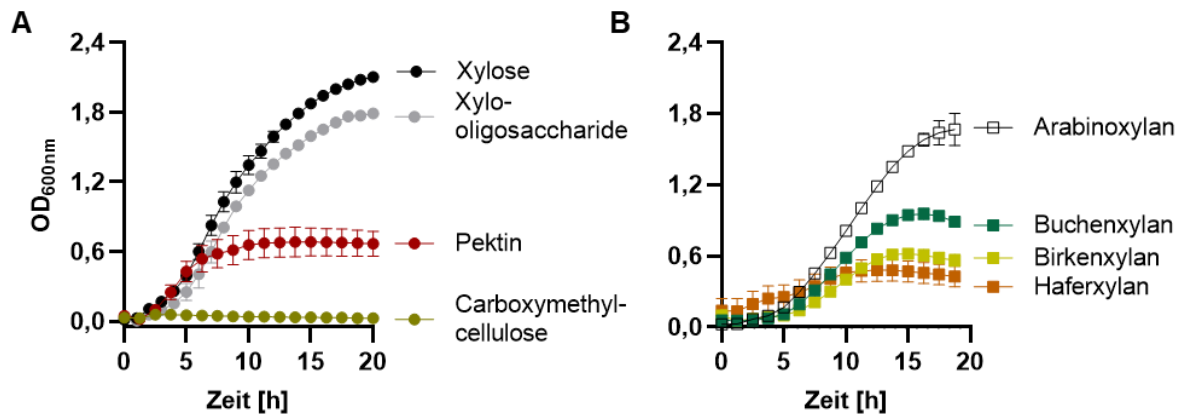 A
2,4
1,8
1,2
0,6
0,0
OD600nm
0
5
10
15
20
Zeit [h]
Xylose
Xylo-
oligosaccharide
Pektin
Carboxymethyl-
cellulose
B
2,4
1,8
1,2
0,6
0,0
0
5
10
15
20
Zeit [h]
Arabinoxylan
Buchenxylan
Birkenxylan
Haferxylan